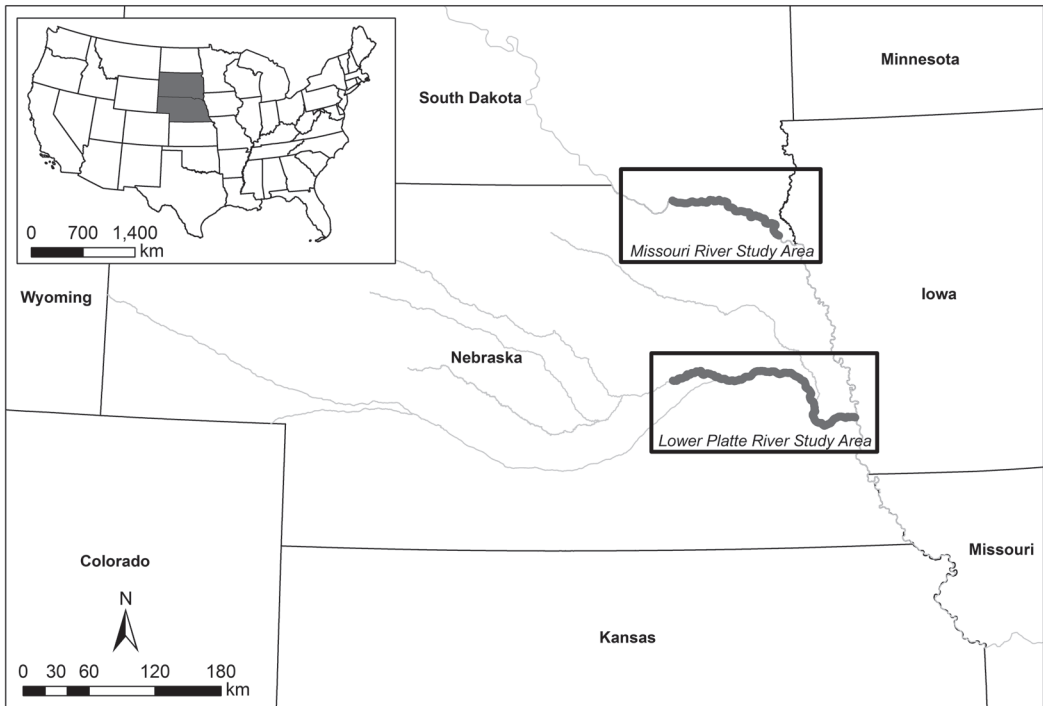 Minnesota
South Dakota
0 700 1,400
km
Missouri River Study Area
Wyoming
Iowa
Nebraska
Lower Platte River Study Area
Colorado
Missouri
N
Kansas
0 30 60 120 180
km